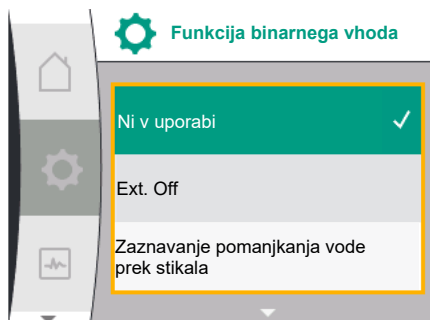 Funkcija binarnega vhoda
Ni v uporabi
Ext. Off
Zaznavanje pomanjkanja vode
prek stikala